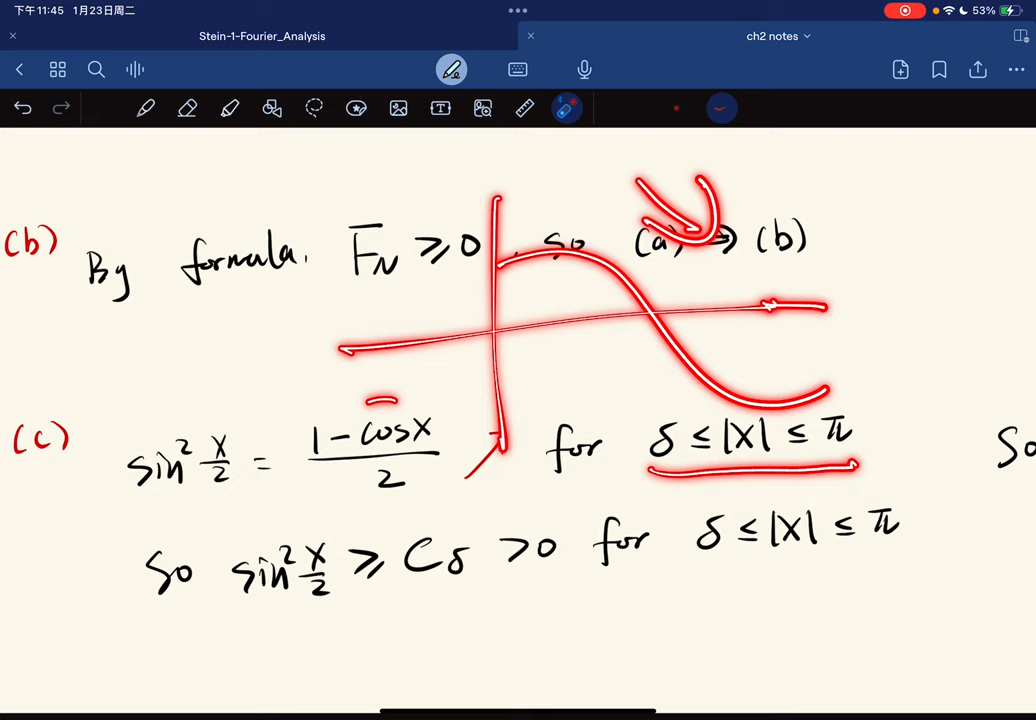 下午11:45 1月23日周二
53%
Stein-1-Fourier_Analysis
ch2 notes
(b) By formula. F_N ≥ 0, so (a) ⇒ (b)
(c) sin² x/2 = (1 - cosx)/2 for δ ≤ |x| ≤ π So
So sin² x/2 ≥ C_δ > 0 for δ ≤ |x| ≤ π